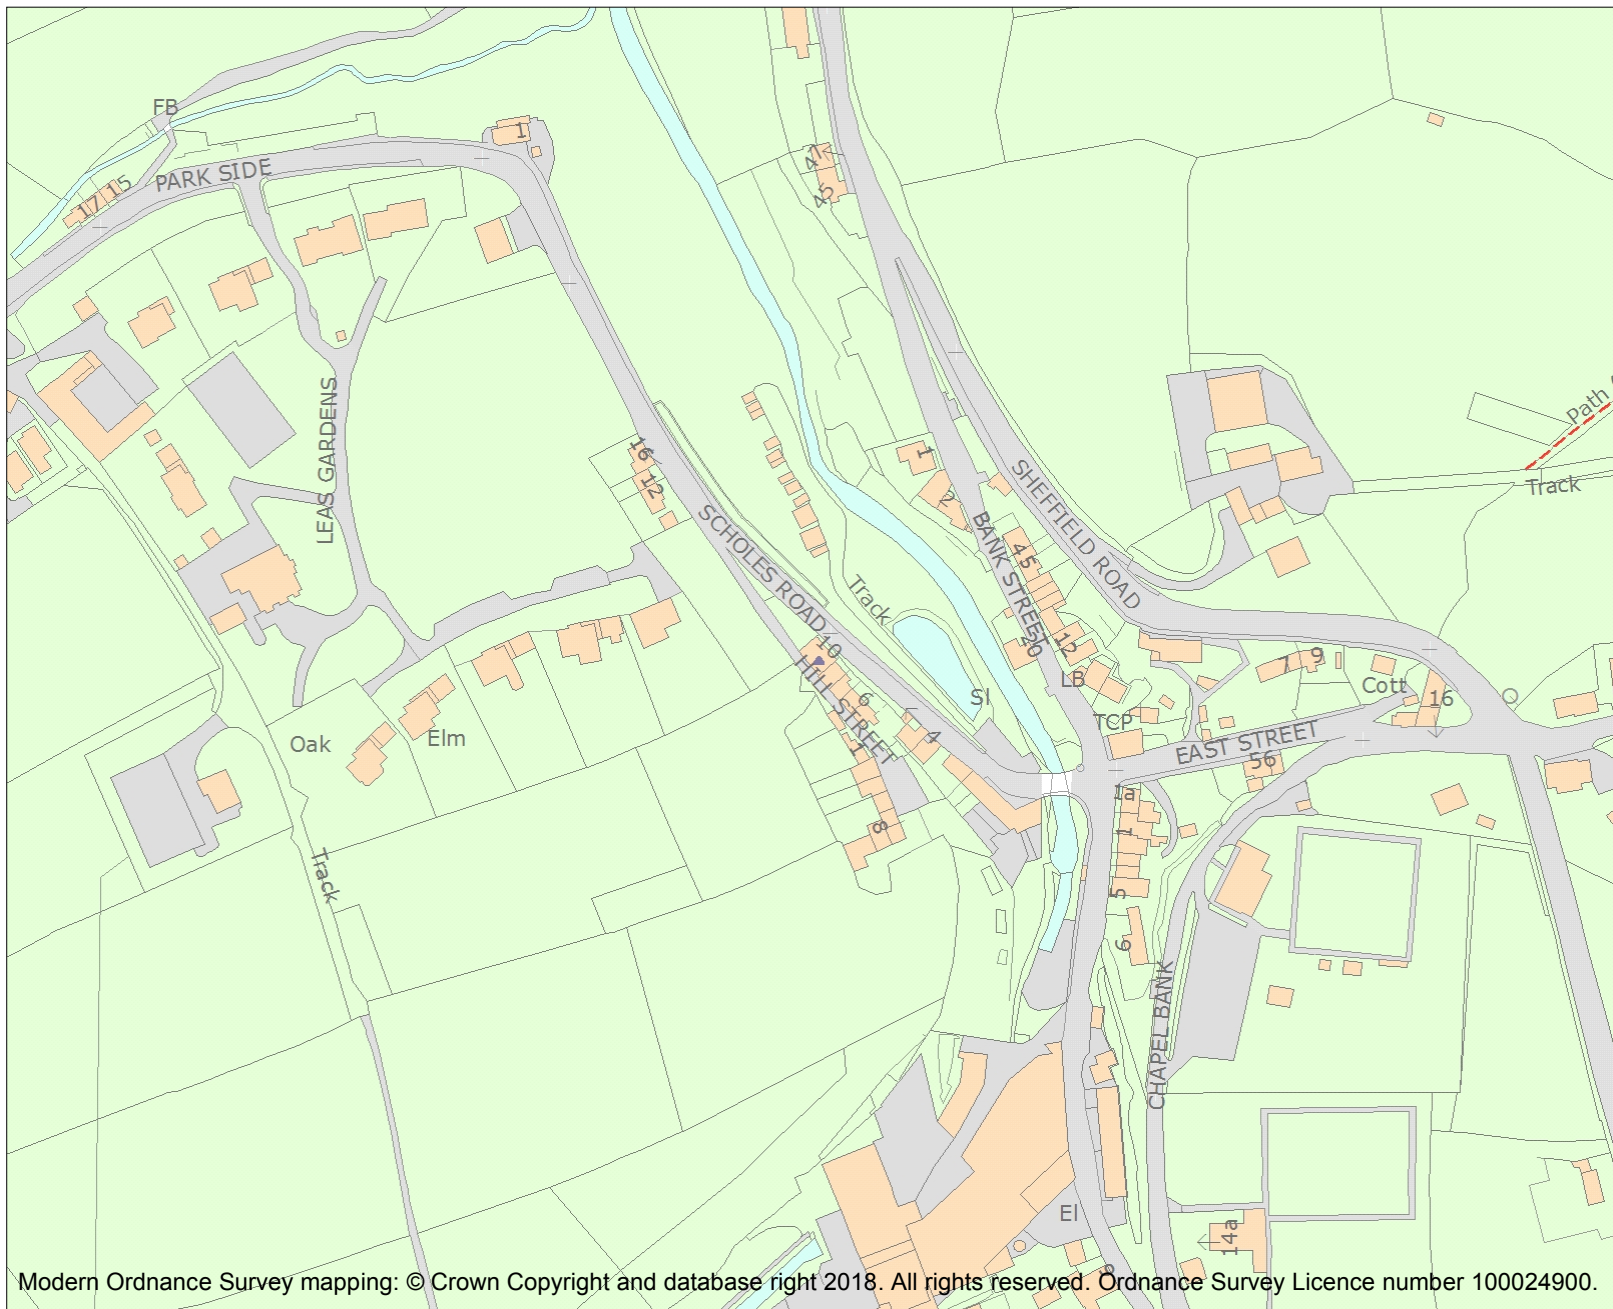 FB
1
PARK SIDE
17 15
47
45
LEAS GARDENS
16
12
SCHOLES ROAD
10
HILL STREET
6
4
1
8
Track
Sl
1
2
BANK STREET
45
20
12
SHEFFIELD ROAD
LB
TCP
7 9
Cott
16
EAST STREET
56
1a
1
5
6
CHAPEL BANK
Path
Track
Oak
Elm
Track
El
14a
Modern Ordnance Survey mapping: © Crown Copyright and database right 2018. All rights reserved. Ordnance Survey Licence number 100024900.